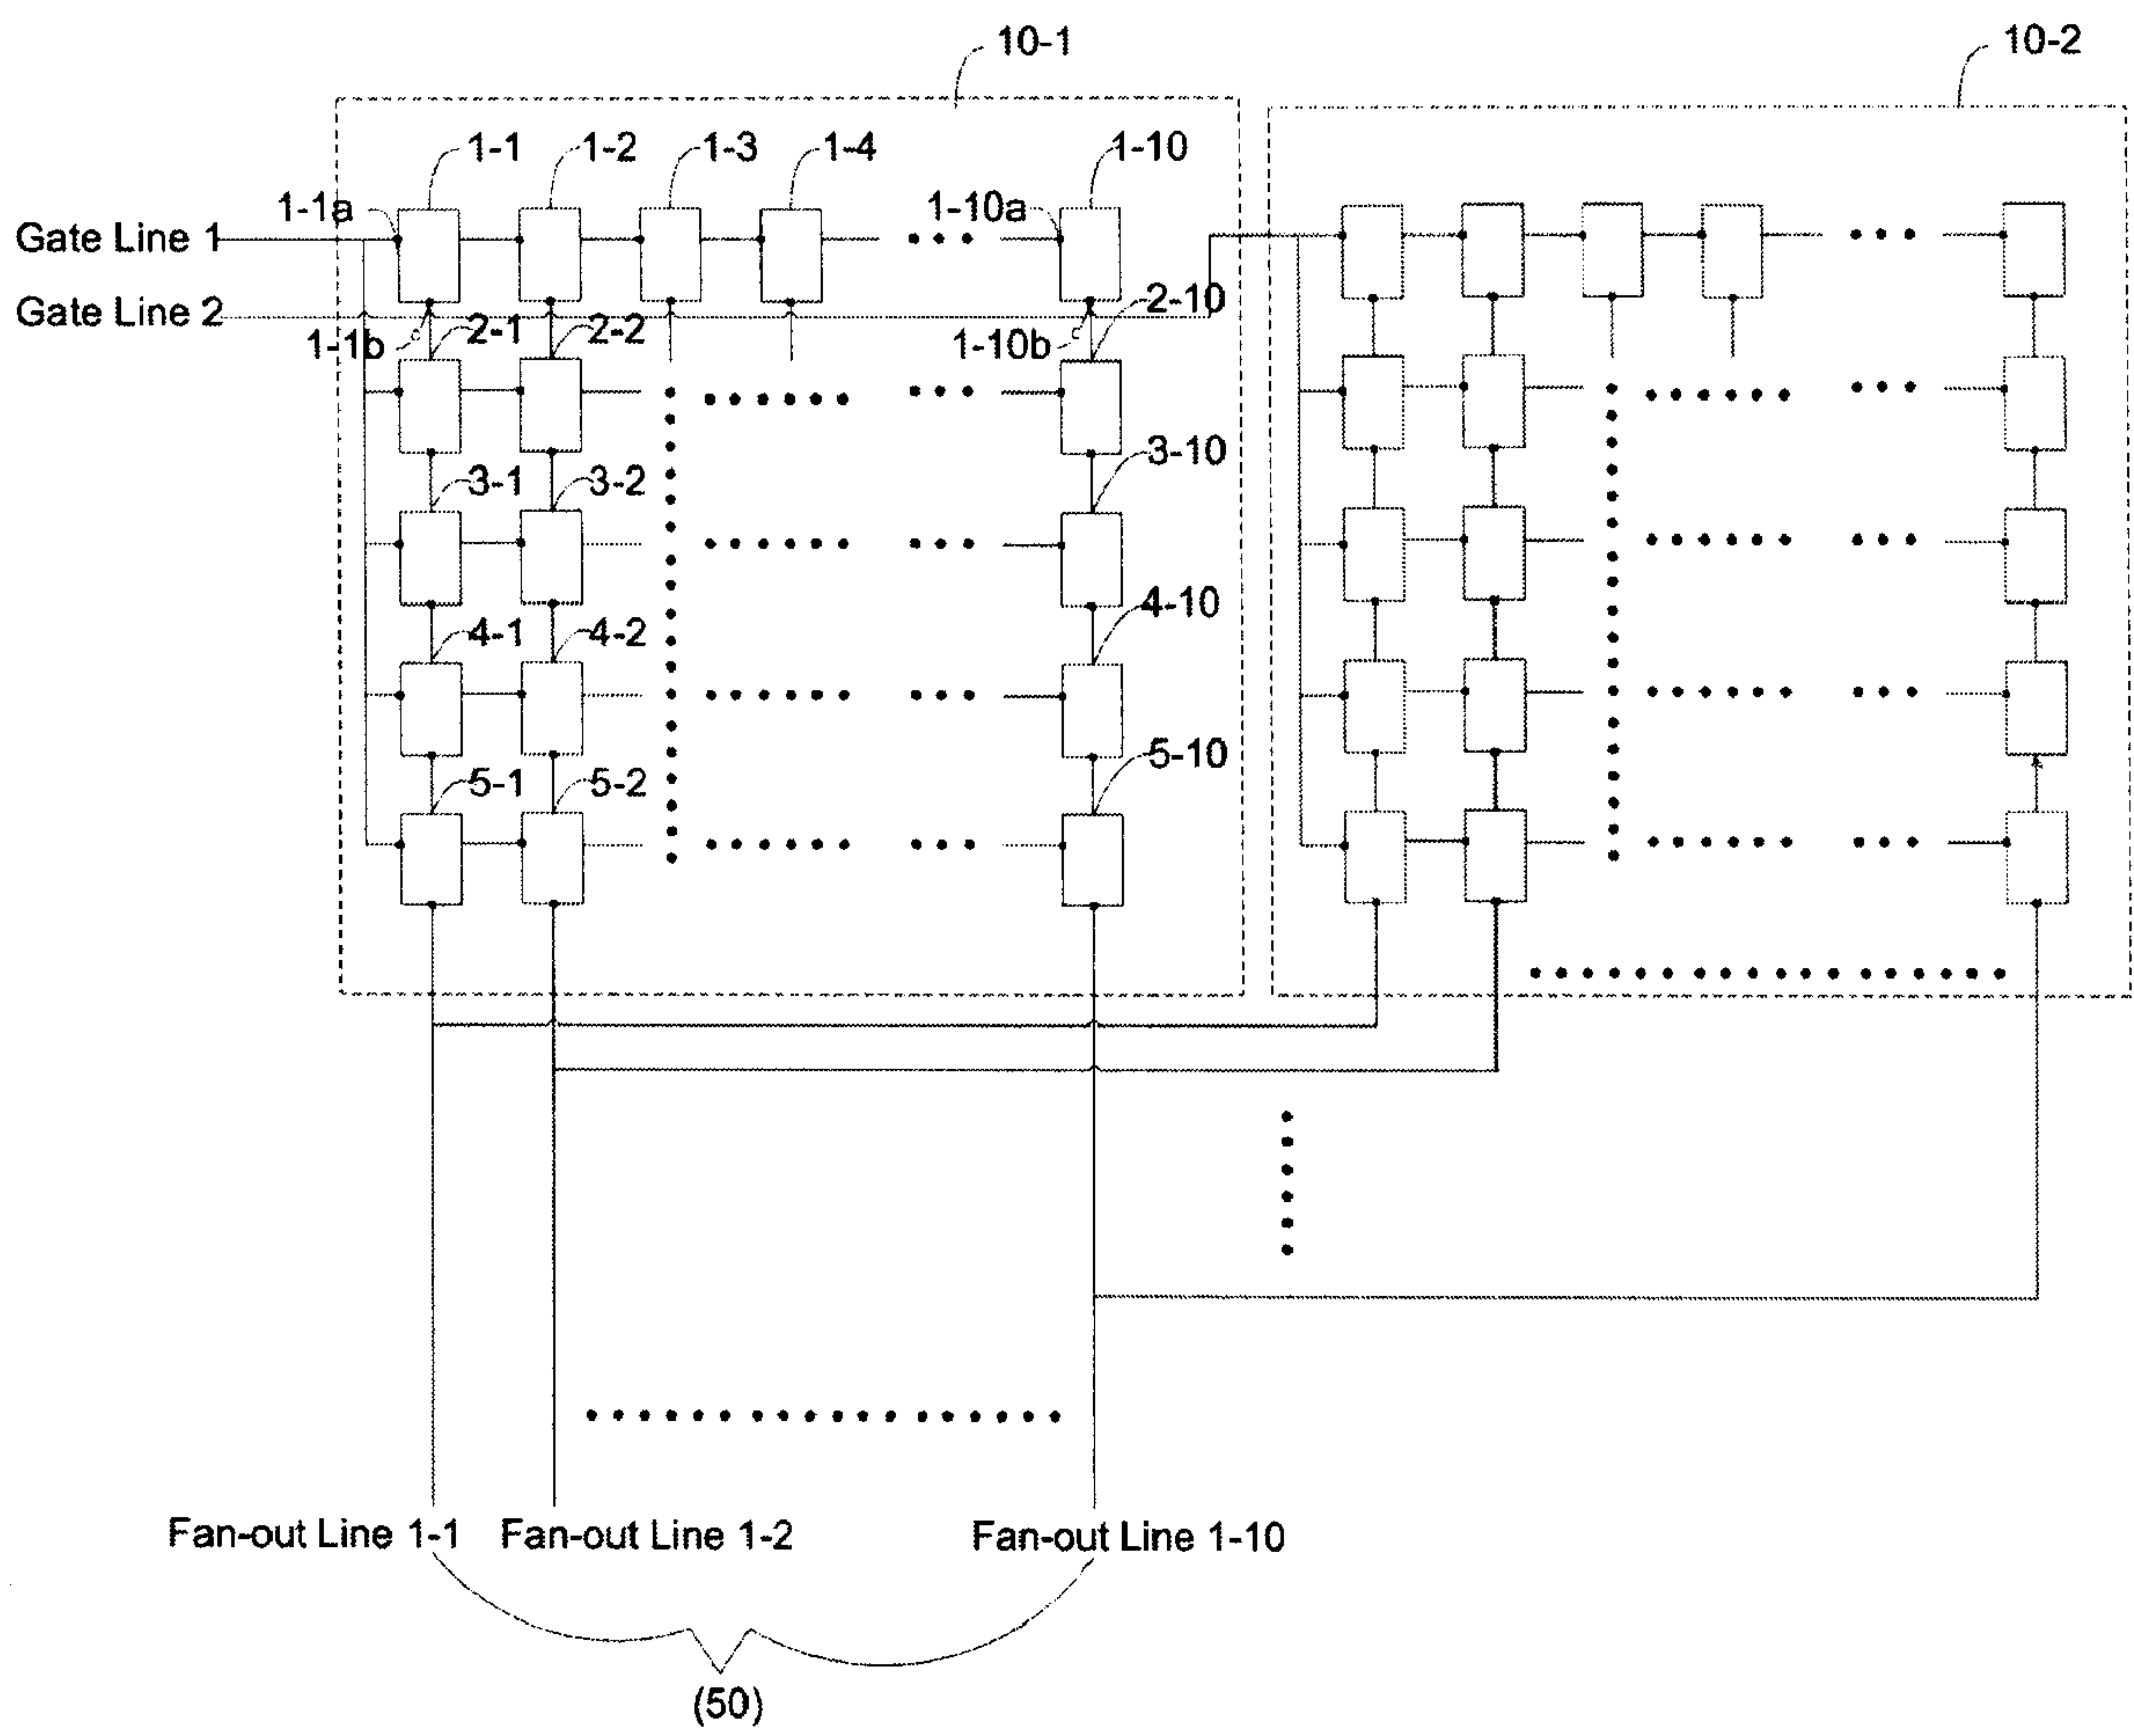 10-1
10-2
1-1
1-2
1-3
1-4
1-10
1-1a
1-10a
Gate Line 1
Gate Line 2
2-10
1-1b
2-1
2-2
1-10b
3-10
3-1
3-2
4-10
4-1
4-2
5-10
5-1
5-2
Fan-out Line 1-1
Fan-out Line 1-2
Fan-out Line 1-10
(50)